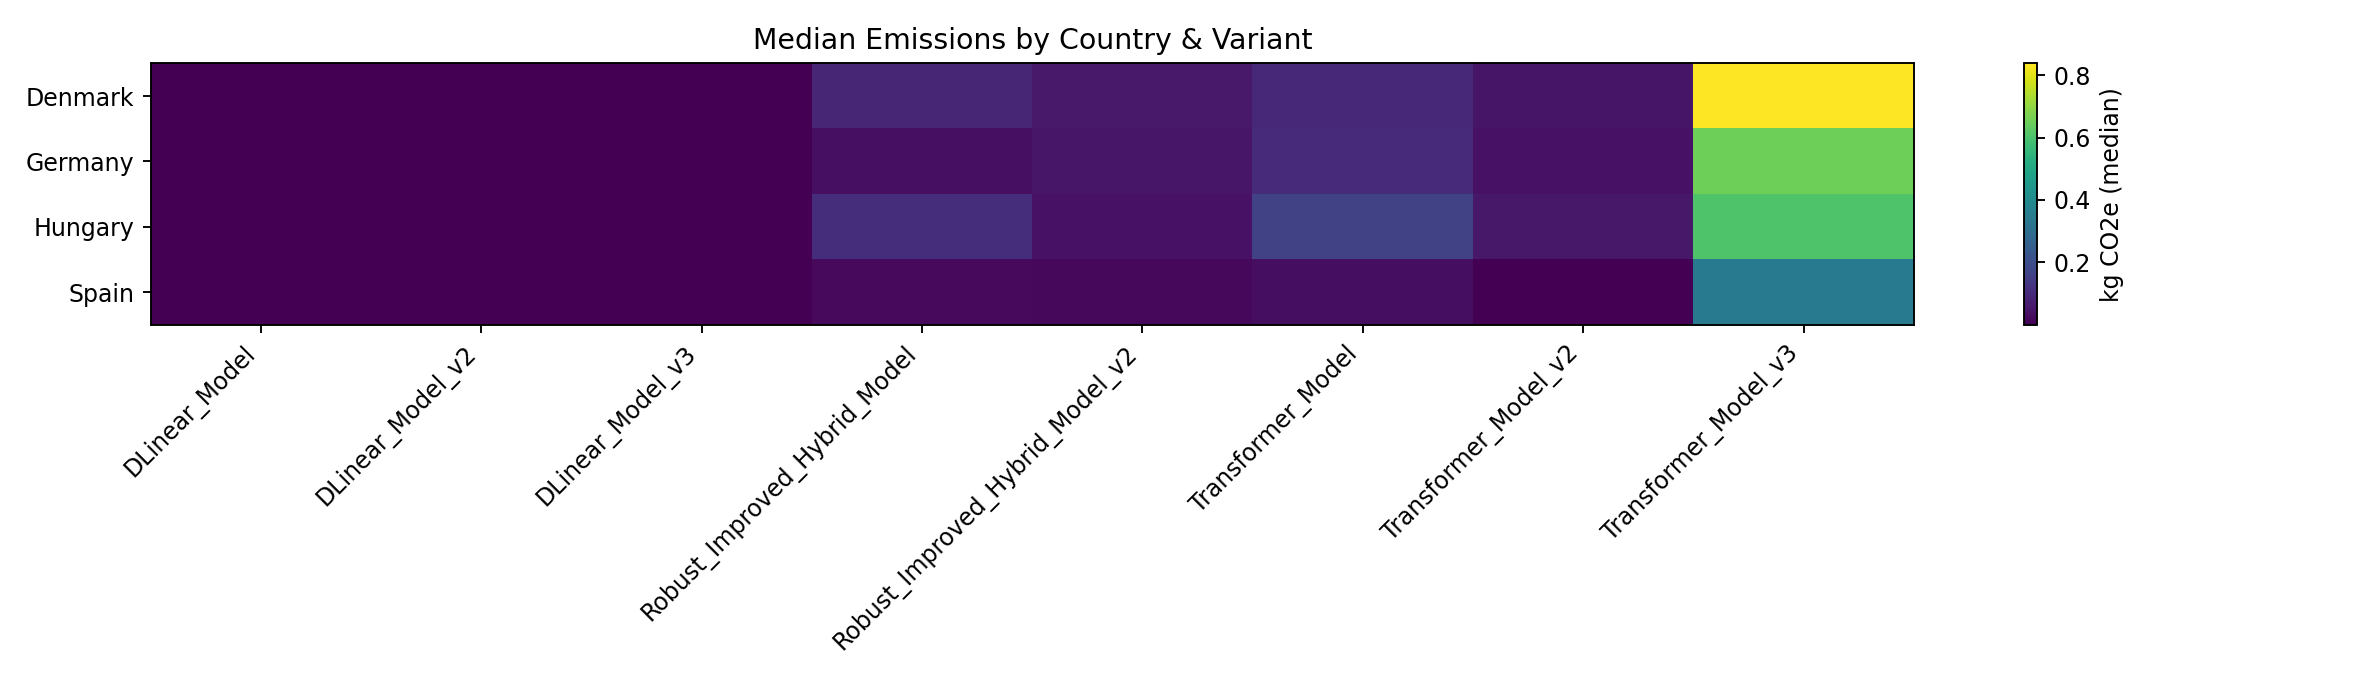 Median Emissions by Country & Variant
Denmark
Germany
Hungary
Spain
DLinear_Model
DLinear_Model_v2
DLinear_Model_v3
Robust_Improved_Hybrid_Model
Robust_Improved_Hybrid_Model_v2
Transformer_Model
Transformer_Model_v2
Transformer_Model_v3
0.8
0.6
0.4
0.2
kg CO2e (median)